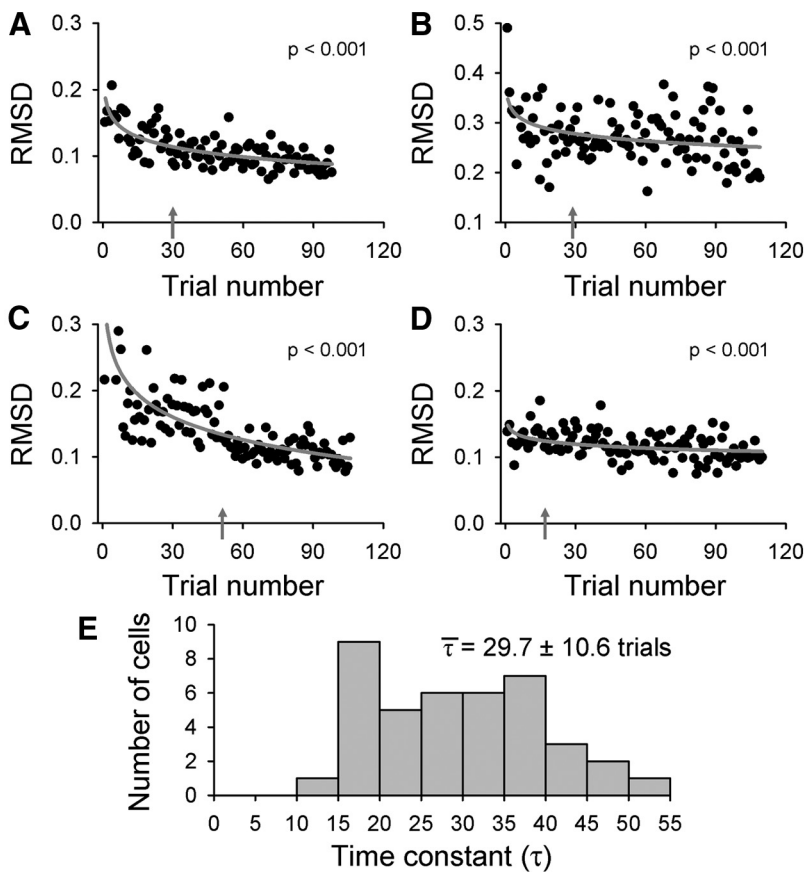 A
0.3
0.2
0.1
0.0
RMSD
p < 0.001
0 30 60 90 120
Trial number
B
0.5
0.4
0.3
0.2
0.1
RMSD
p < 0.001
0 30 60 90 120
Trial number
C
0.3
0.2
0.1
0.0
RMSD
p < 0.001
0 30 60 90 120
Trial number
D
0.3
0.2
0.1
0.0
RMSD
p < 0.001
0 30 60 90 120
Trial number
E
10
8
6
4
2
0
Number of cells
τ̅ = 29.7 ± 10.6 trials
0 5 10 15 20 25 30 35 40 45 50 55
Time constant (τ)